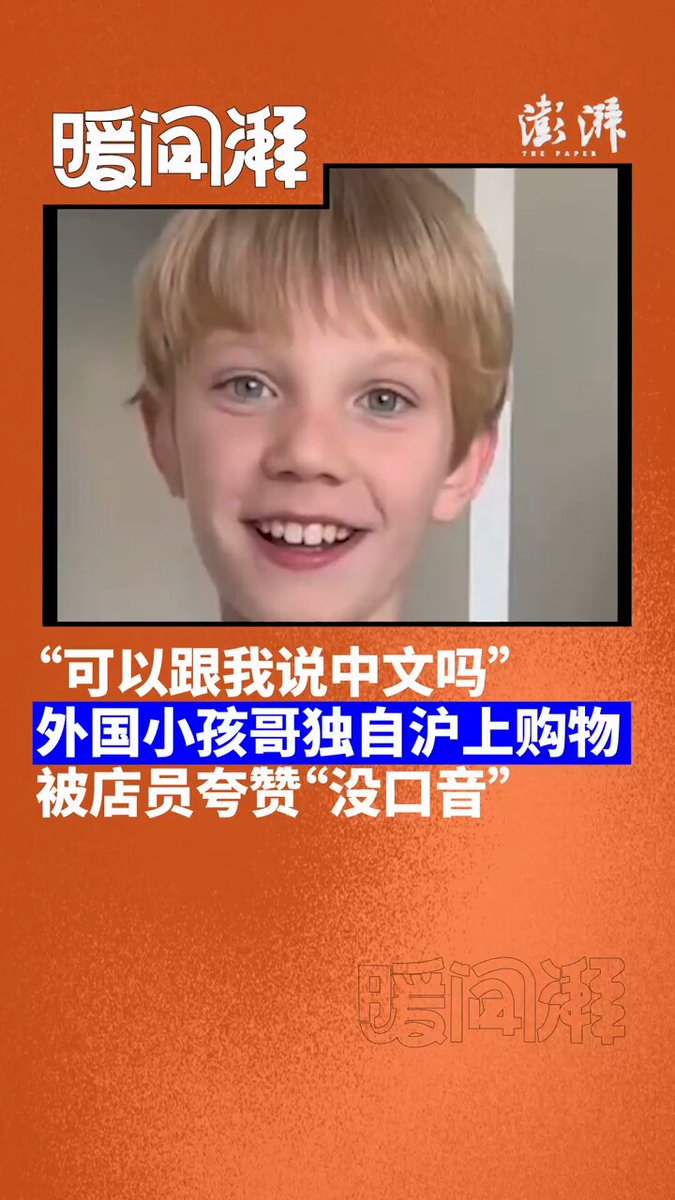 暖闻湃
澎湃
THE PAPER
“可以跟我说中文吗”
外国小孩哥独自沪上购物
被店员夸赞“没口音”
暖闻湃